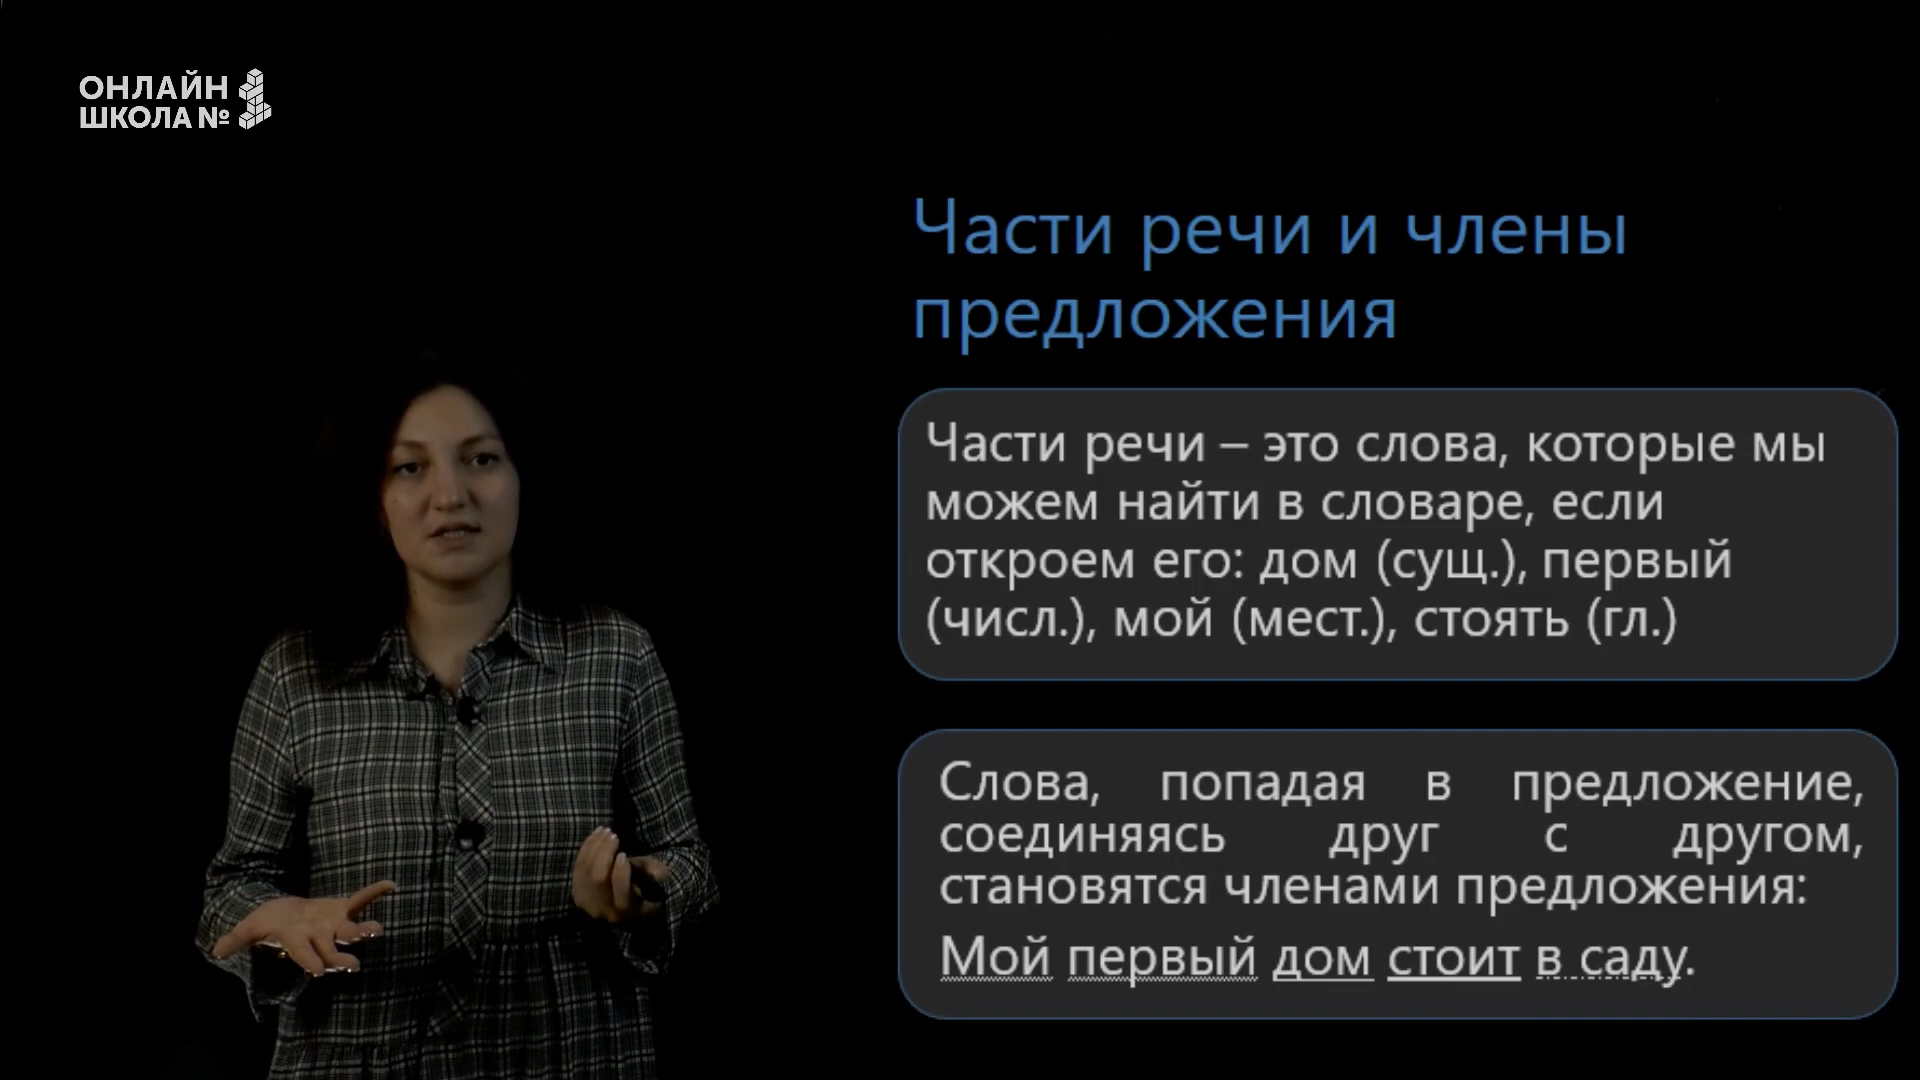 ОНЛАЙН
ШКОЛА №
Части речи и члены
предложения
Части речи – это слова, которые мы
можем найти в словаре, если
откроем его: дом (сущ.), первый
(числ.), мой (мест.), стоять (гл.)
Слова, попадая в предложение,
соединяясь друг с другом,
становятся членами предложения:
Мой первый дом стоит в саду.